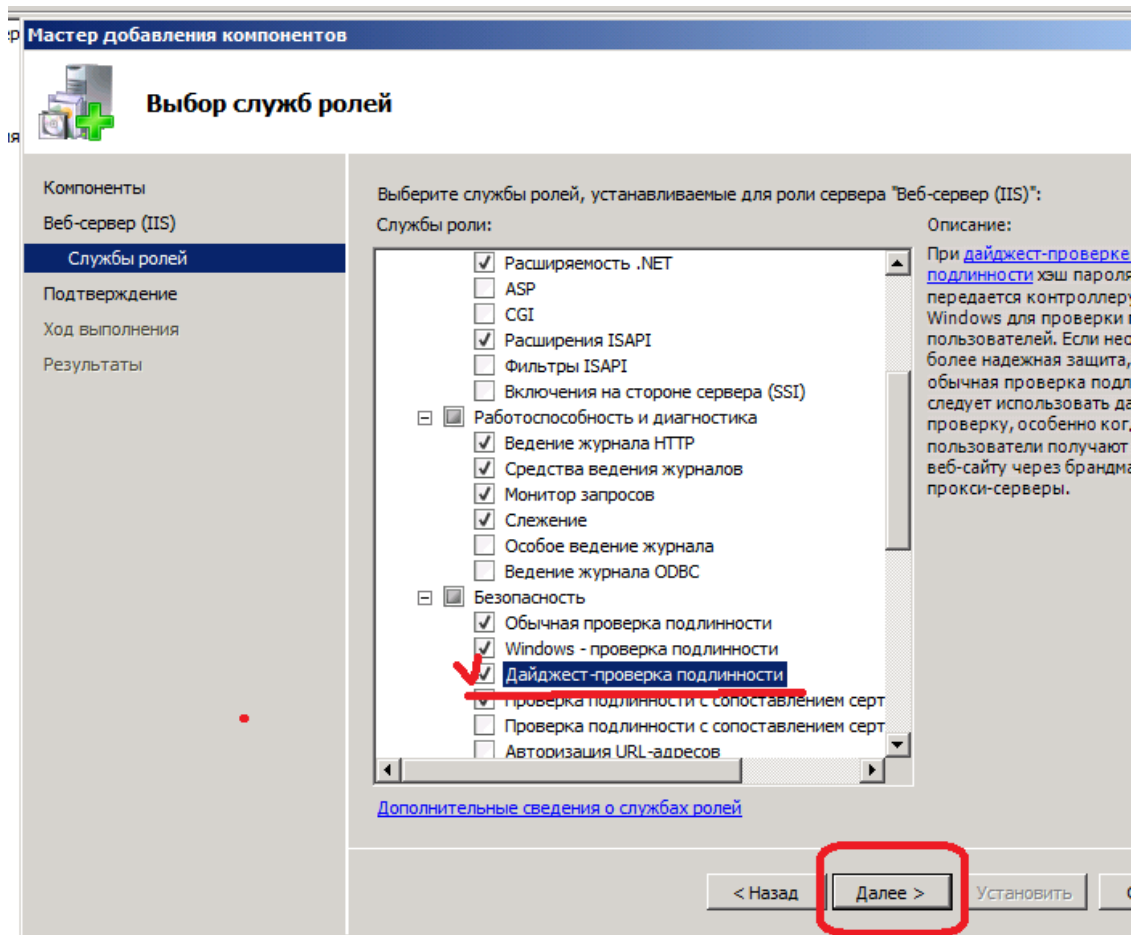 Мастер добавления компонентов
Выбор служб ролей
Компоненты
Веб-сервер (IIS)
Службы ролей
Подтверждение
Ход выполнения
Результаты
Выберите службы ролей, устанавливаемые для роли сервера "Веб-сервер (IIS)":
Службы роли:
Расширяемость .NET
ASP
CGI
Расширения ISAPI
Фильтры ISAPI
Включения на стороне сервера (SSI)
Работоспособность и диагностика
Ведение журнала HTTP
Средства ведения журналов
Монитор запросов
Слежение
Особое ведение журнала
Ведение журнала ODBC
Безопасность
Обычная проверка подлинности
Windows - проверка подлинности
Дайджест-проверка подлинности
Проверка подлинности с сопоставлением серт
Проверка подлинности с сопоставлением серт
Авторизация URL-адресов
Дополнительные сведения о службах ролей
Описание:
При дайджест-проверке
подлинности хэш пароля
передается контроллеру
Windows для проверки
пользователей. Если нео
более надежная защита,
обычная проверка подл
следует использовать да
проверку, особенно ког
пользователи получают
веб-сайту через брандма
прокси-серверы.
< Назад
Далее >
Установить